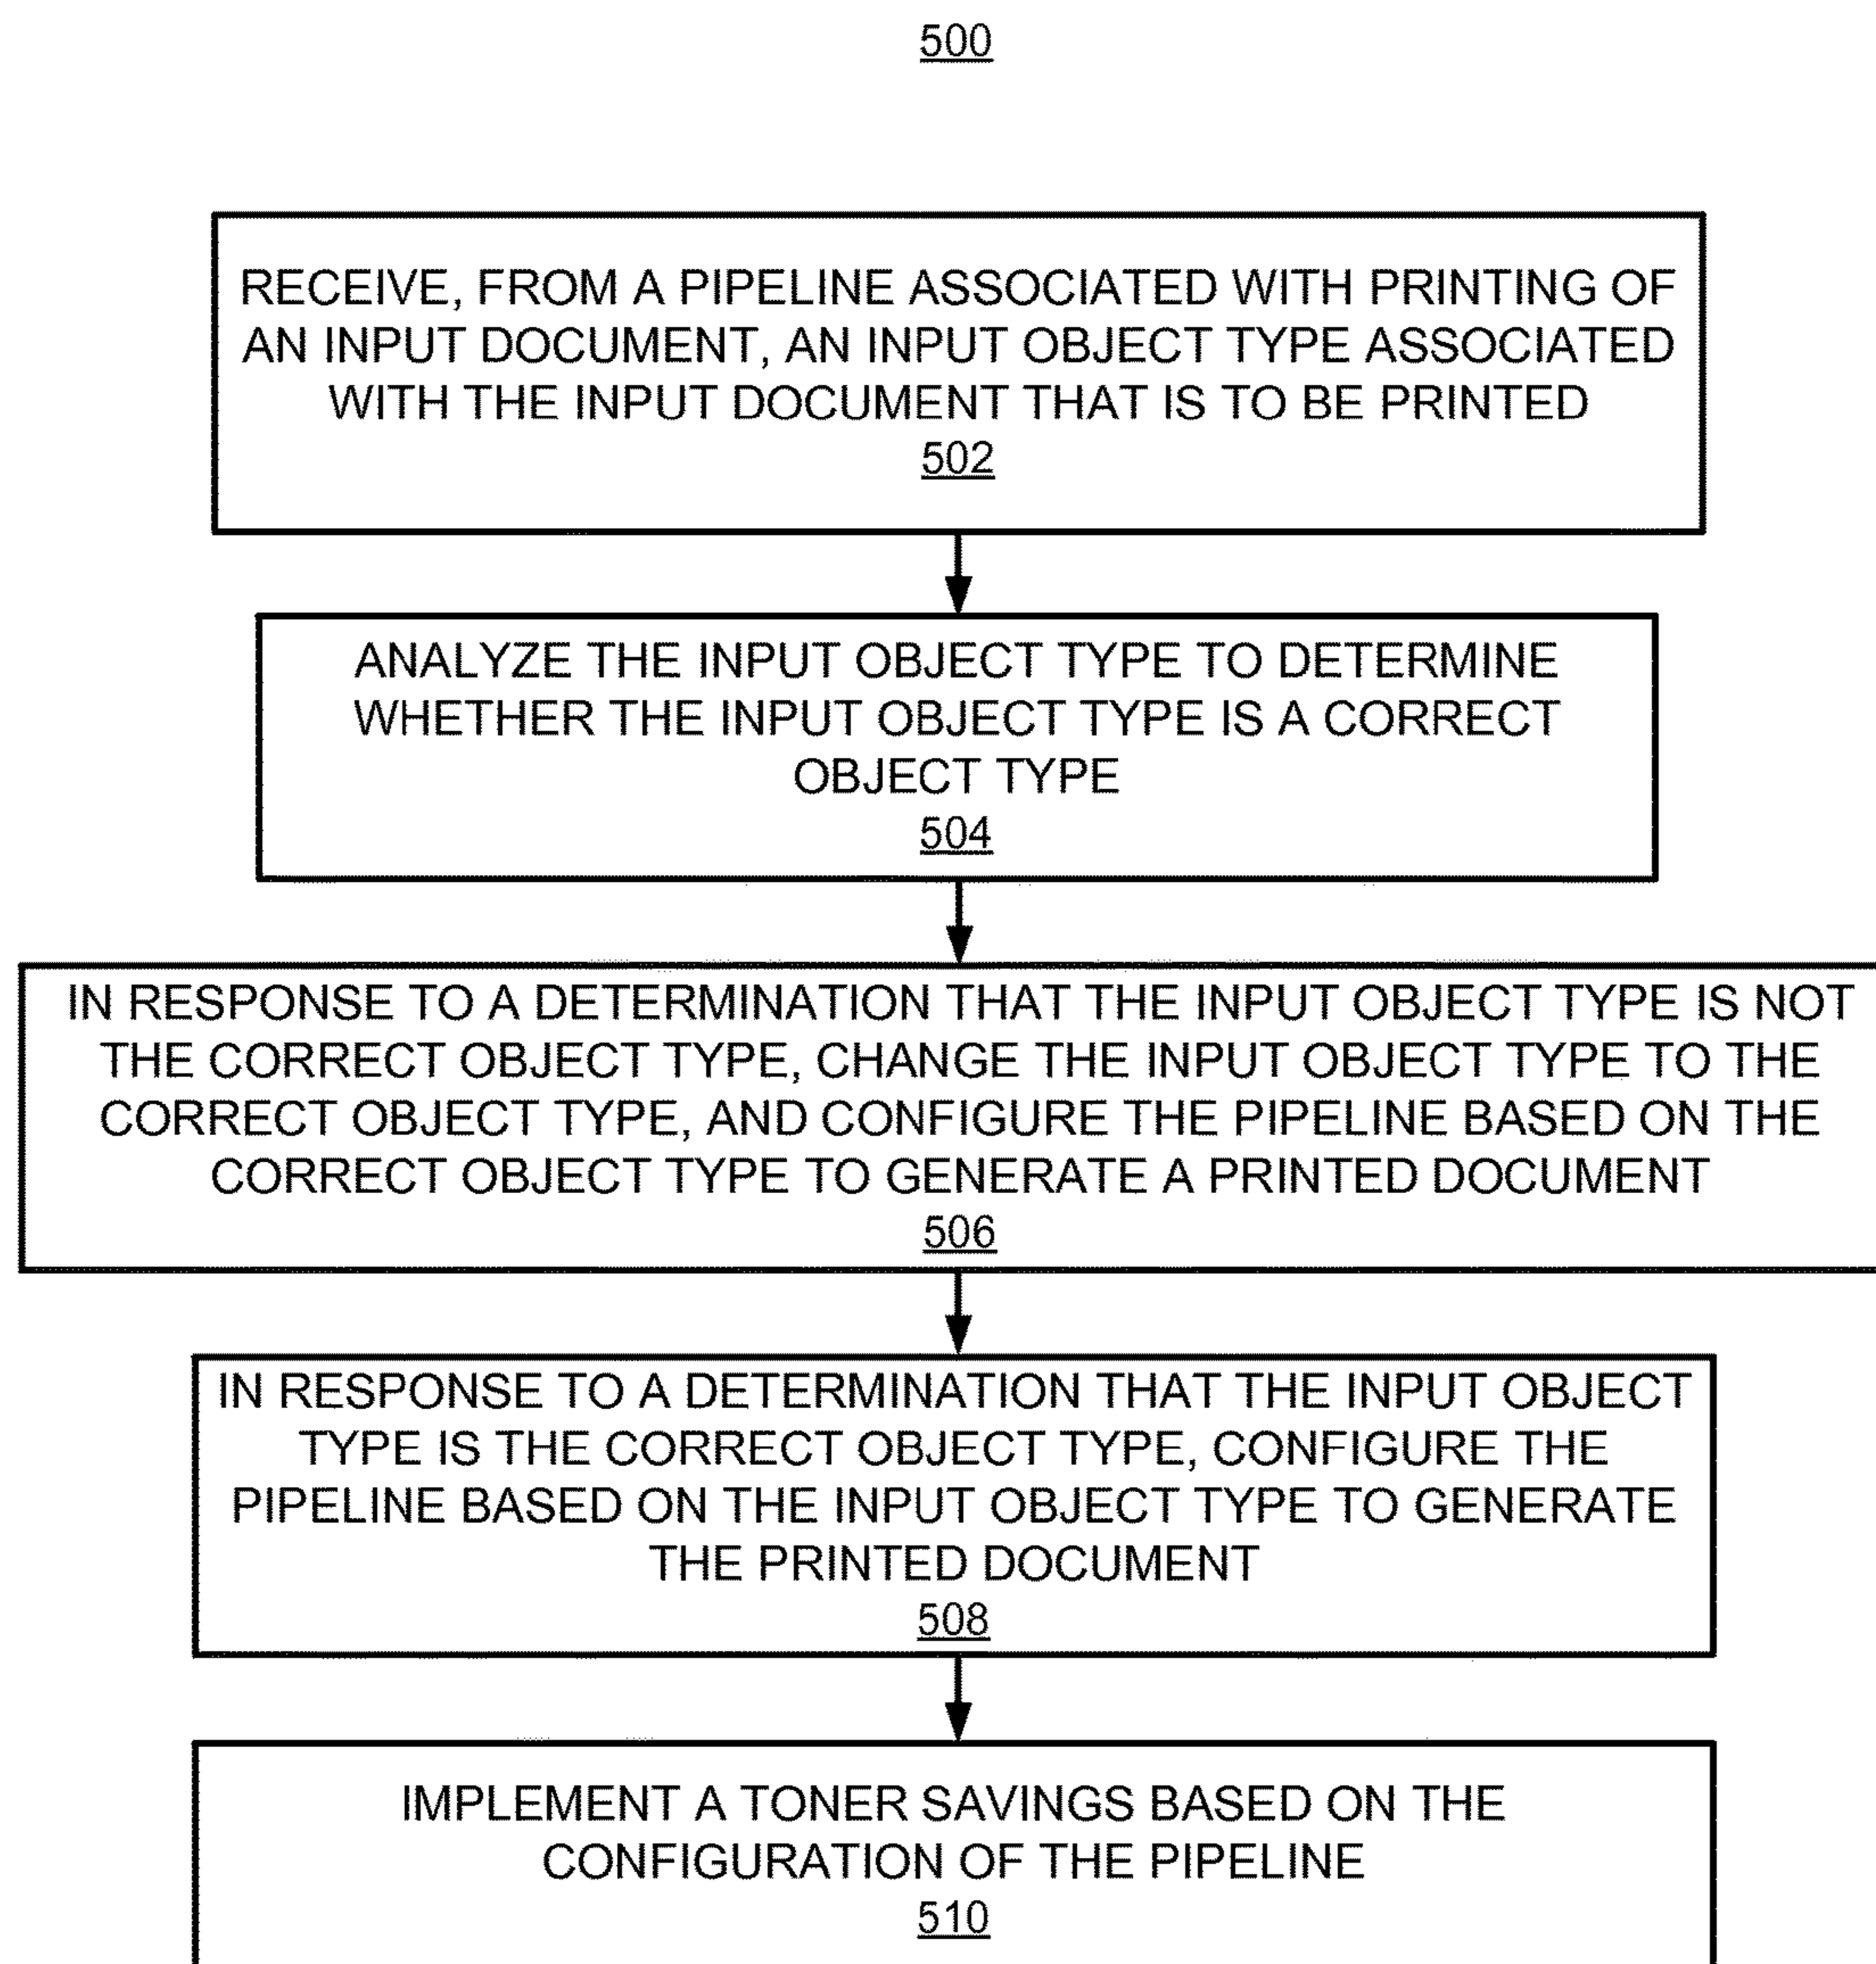 500
RECEIVE, FROM A PIPELINE ASSOCIATED WITH PRINTING OF
AN INPUT DOCUMENT, AN INPUT OBJECT TYPE ASSOCIATED
WITH THE INPUT DOCUMENT THAT IS TO BE PRINTED
502
ANALYZE THE INPUT OBJECT TYPE TO DETERMINE
WHETHER THE INPUT OBJECT TYPE IS A CORRECT
OBJECT TYPE
504
IN RESPONSE TO A DETERMINATION THAT THE INPUT OBJECT TYPE IS NOT
THE CORRECT OBJECT TYPE, CHANGE THE INPUT OBJECT TYPE TO THE
CORRECT OBJECT TYPE, AND CONFIGURE THE PIPELINE BASED ON THE
CORRECT OBJECT TYPE TO GENERATE A PRINTED DOCUMENT
506
IN RESPONSE TO A DETERMINATION THAT THE INPUT OBJECT
TYPE IS THE CORRECT OBJECT TYPE, CONFIGURE THE
PIPELINE BASED ON THE INPUT OBJECT TYPE TO GENERATE
THE PRINTED DOCUMENT
508
IMPLEMENT A TONER SAVINGS BASED ON THE
CONFIGURATION OF THE PIPELINE
510